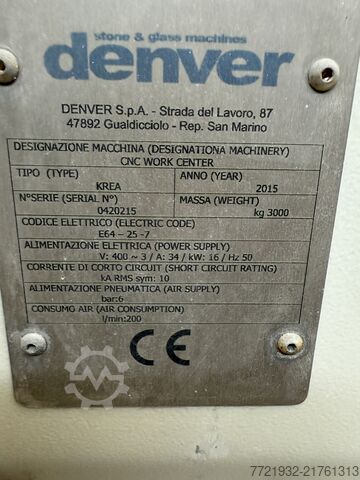 stone & glass machines
denver
DENVER S.p.A. - Strada del Lavoro, 87
47892 Gualdicciolo - Rep. San Marino
DESIGNAZIONE MACCHINA (DESIGNATIONA MACHINERY)
CNC WORK CENTER
TIPO (TYPE) ANNO (YEAR)
KREA 2015
N°SERIE (SERIAL N°) MASSA (WEIGHT)
0420215 kg 3000
CODICE ELETTRICO (ELECTRIC CODE)
E64 - 25 -7
ALIMENTAZIONE ELETTRICA (POWER SUPPLY)
V: 400 ~ 3 / A: 34 / kW: 16 / Hz 50
CORRENTE DI CORTO CIRCUIT (SHORT CIRCUIT RATING)
kA RMS sym: 10
ALIMENTAZIONE PNEUMATICA (AIR SUPPLY)
bar:6
CONSUMO AIR (AIR CONSUMPTION)
l/min:200
CE
7721932-21761313